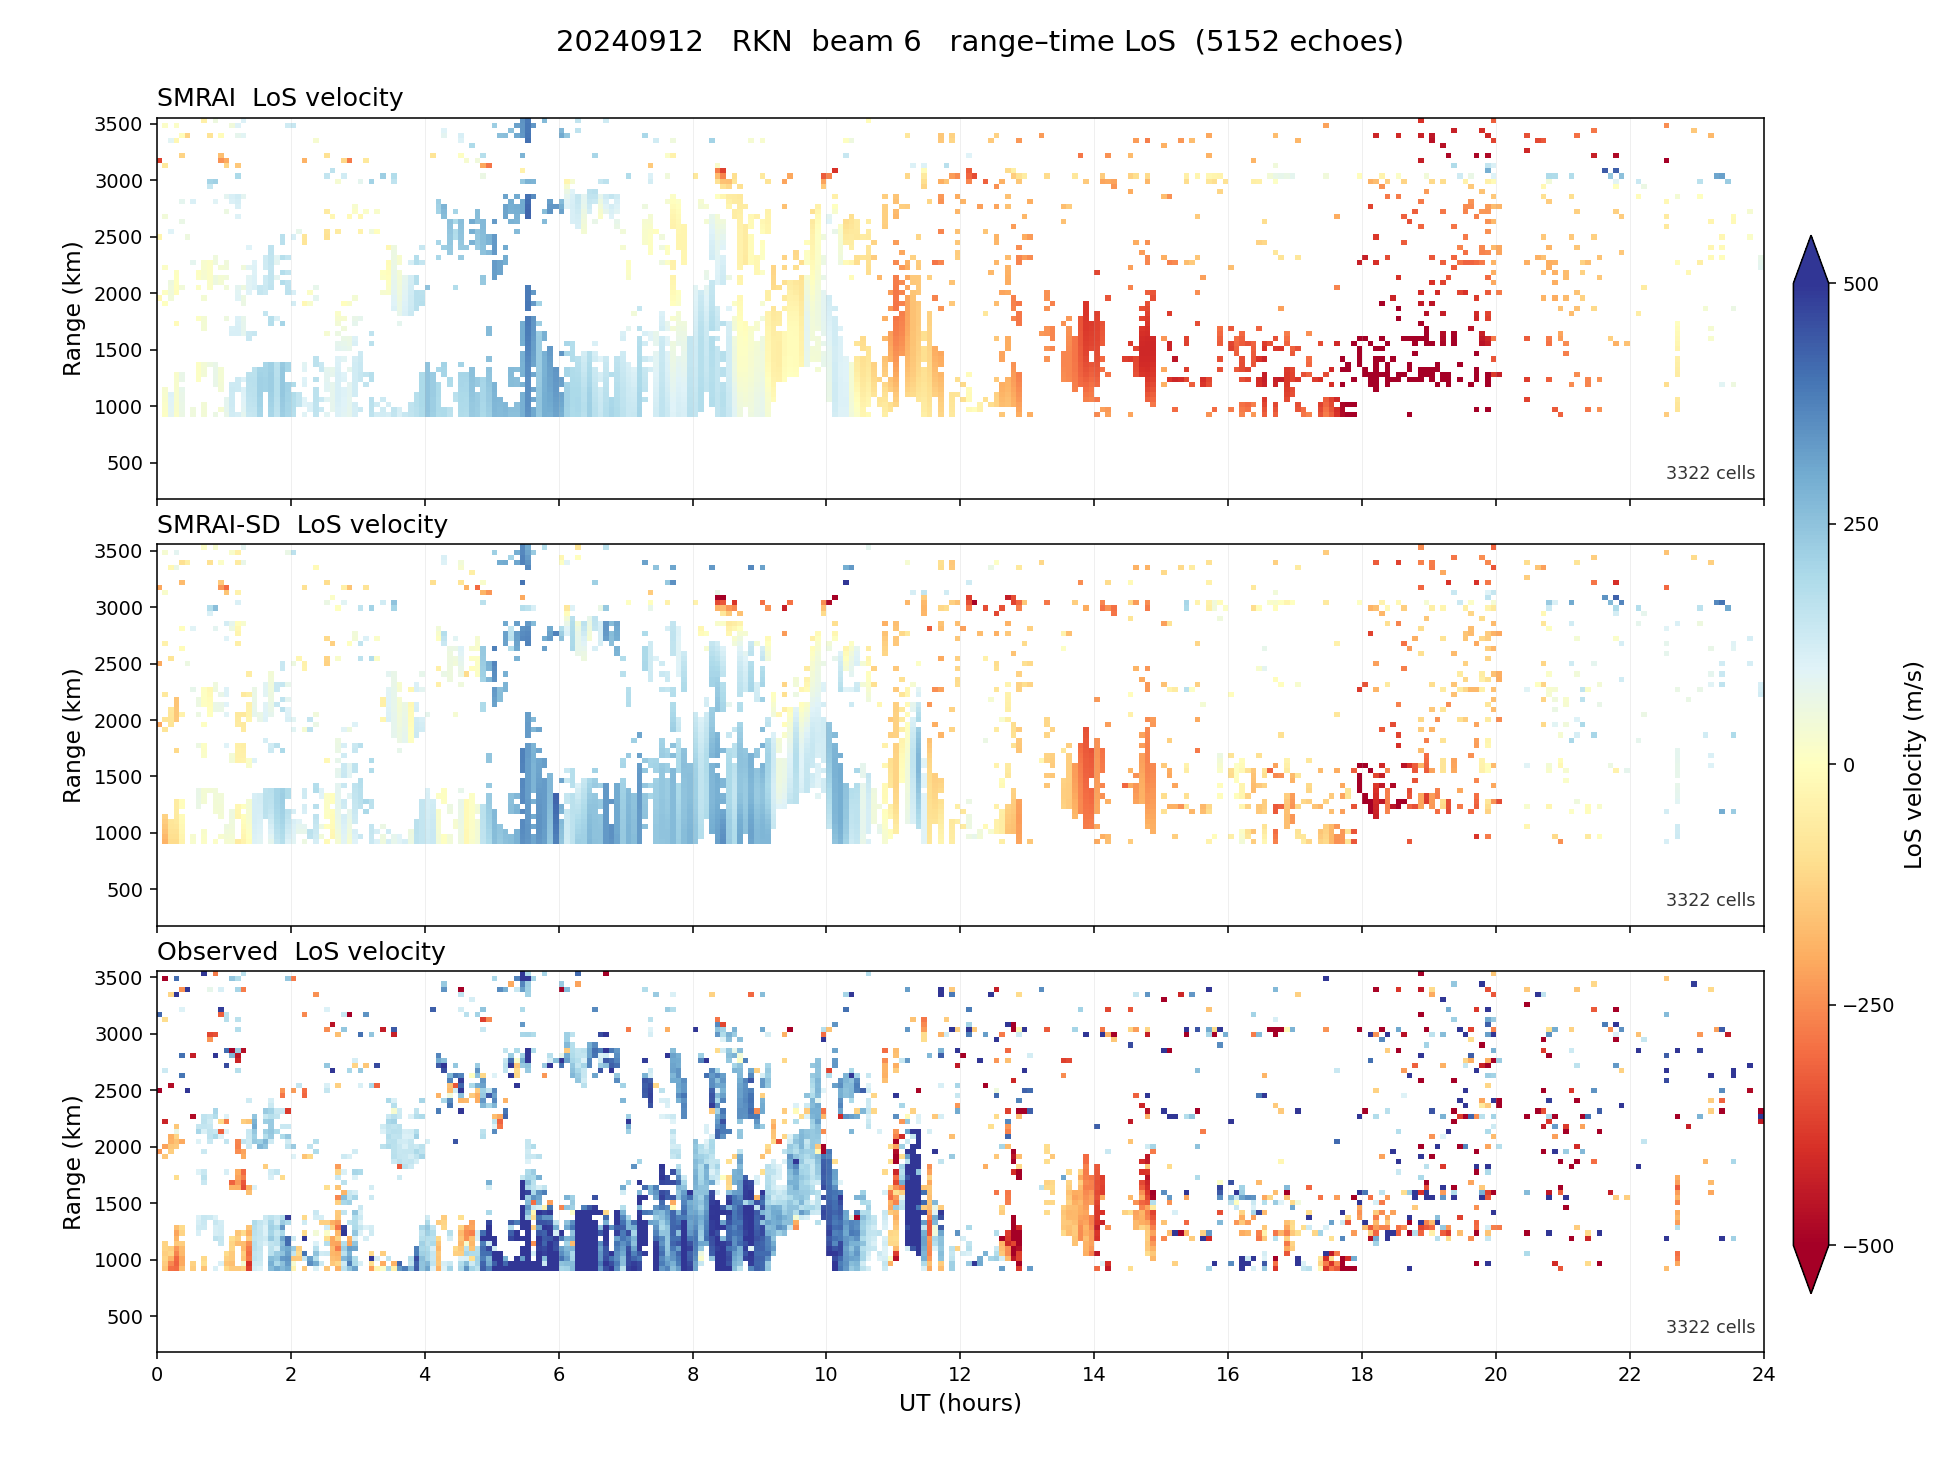 20240912 RKN beam 6 range–time LoS (5152 echoes)
SMRAI LoS velocity
3500
3000
2500
2000
1500
1000
500
Range (km)
3322 cells
SMRAI-SD LoS velocity
3500
3000
2500
2000
1500
1000
500
Range (km)
3322 cells
Observed LoS velocity
3500
3000
2500
2000
1500
1000
500
Range (km)
3322 cells
0 2 4 6 8 10 12 14 16 18 20 22 24
UT (hours)
500
250
0
−250
−500
LoS velocity (m/s)